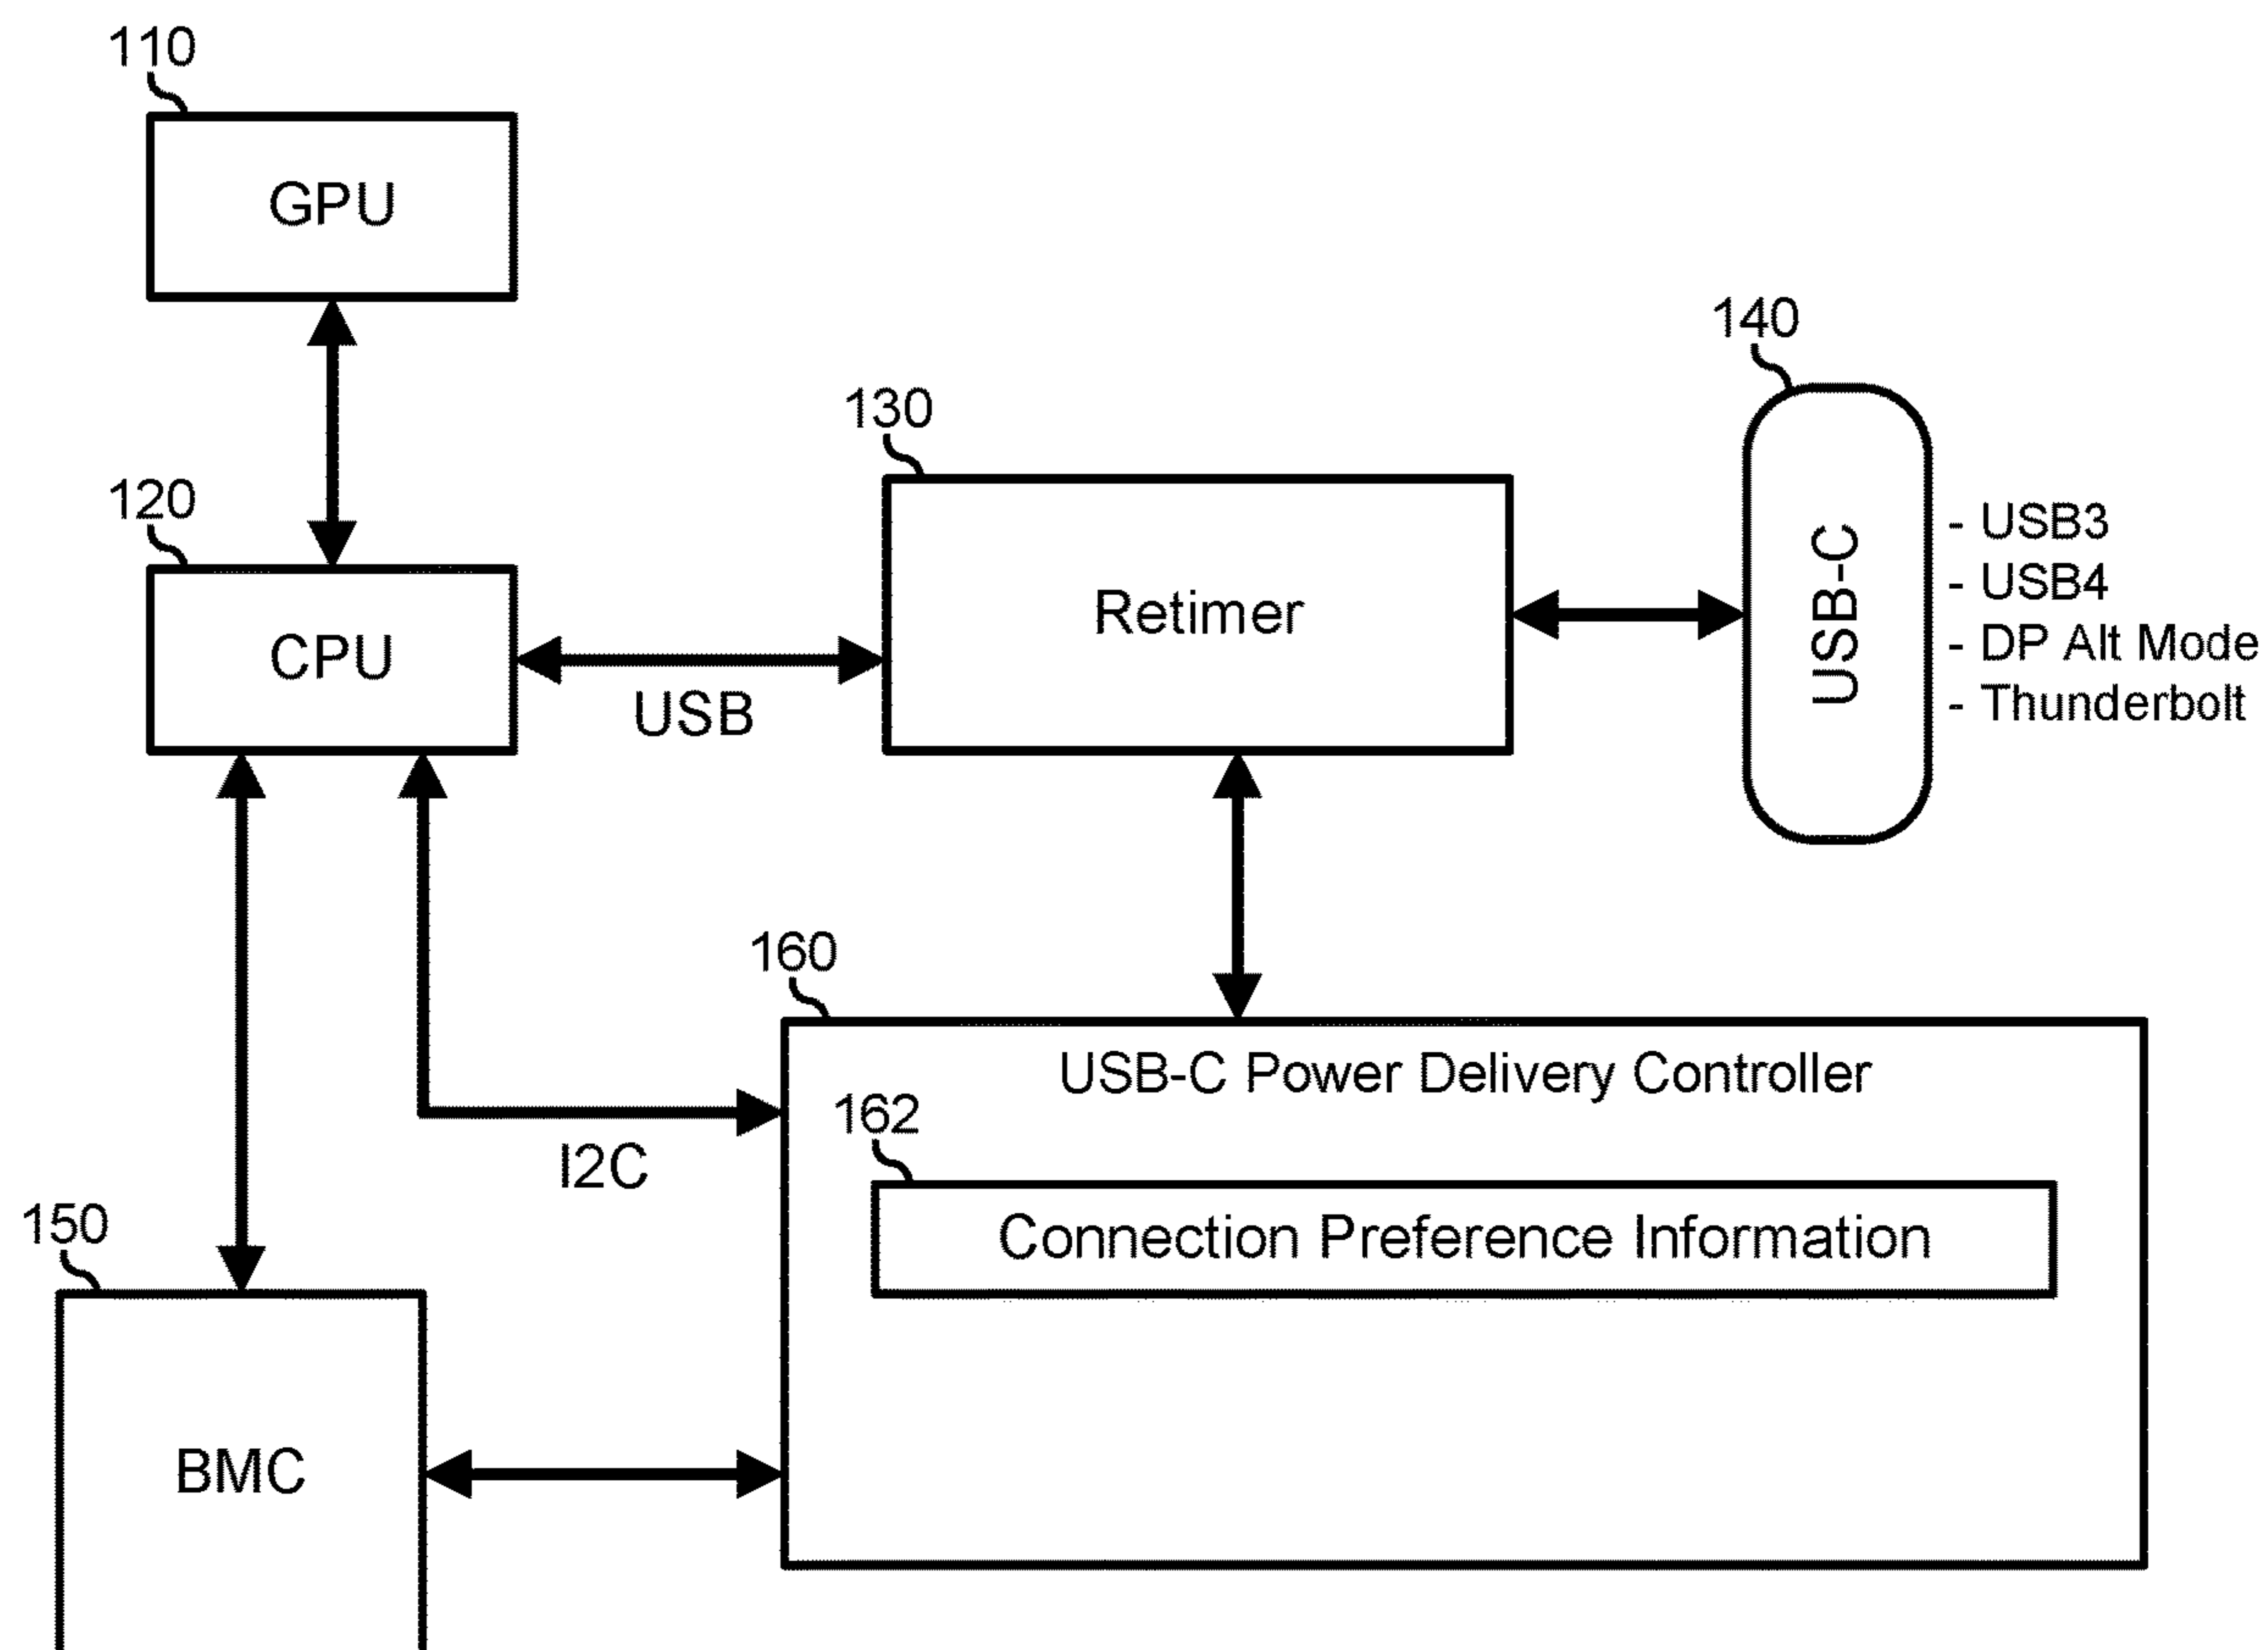 110
GPU
140
130
120
- USB3
- USB4
- DP Alt Mode
- Thunderbolt
USB-C
Retimer
CPU
USB
160
USB-C Power Delivery Controller
162
I2C
Connection Preference Information
150
BMC